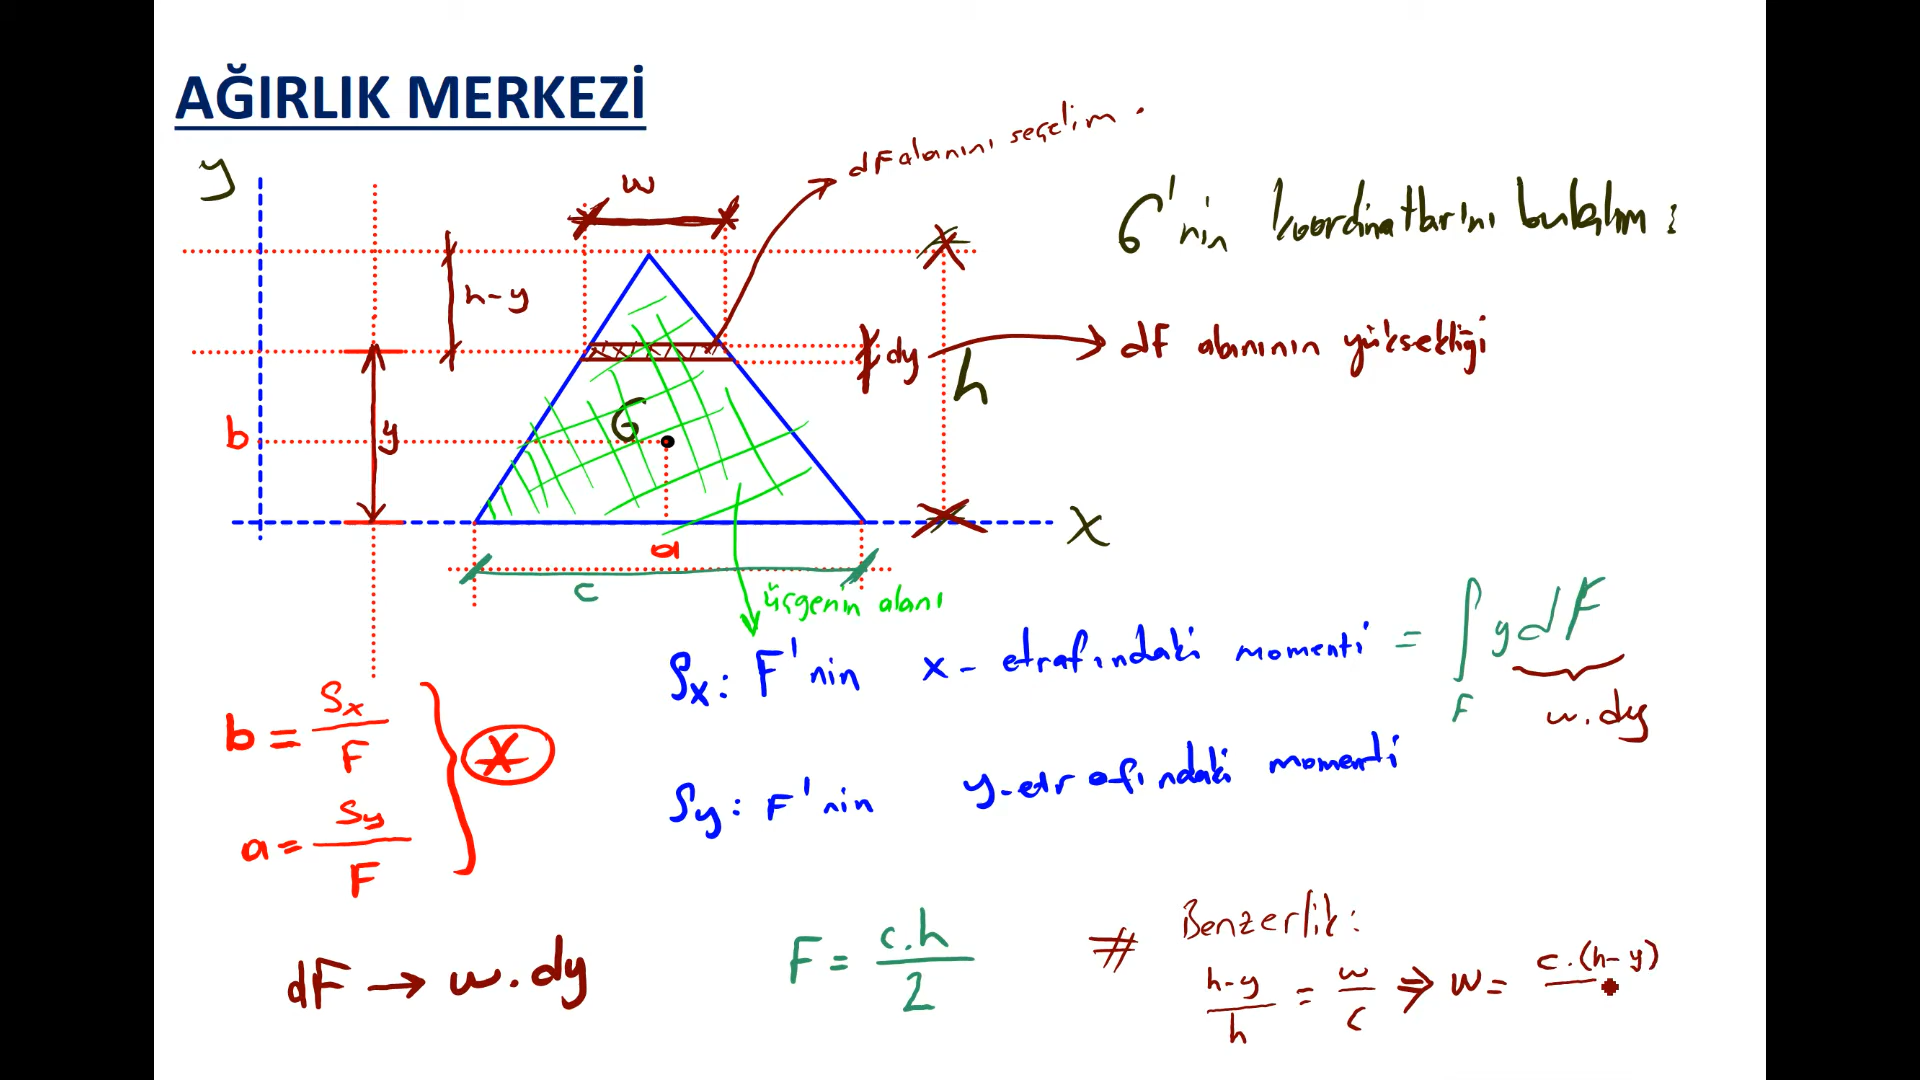 AĞIRLIK MERKEZİ
y
w
dF alanını seçelim.
G'nin koordinatlarını bulalım:
h-y
dy
dF alanının yüksekliği
h
b
y
G
x
a
c
üçgenin alanı
Sx: F'nin x-etrafındaki momenti = ∫F y dF
w.dy
b = Sx/F
*
Sy: F'nin y-etrafındaki momenti
a = Sy/F
dF → w.dy
F = c.h/2
# Benzerlik:
h-y/h = w/c ⇒ w = c.(h-y)